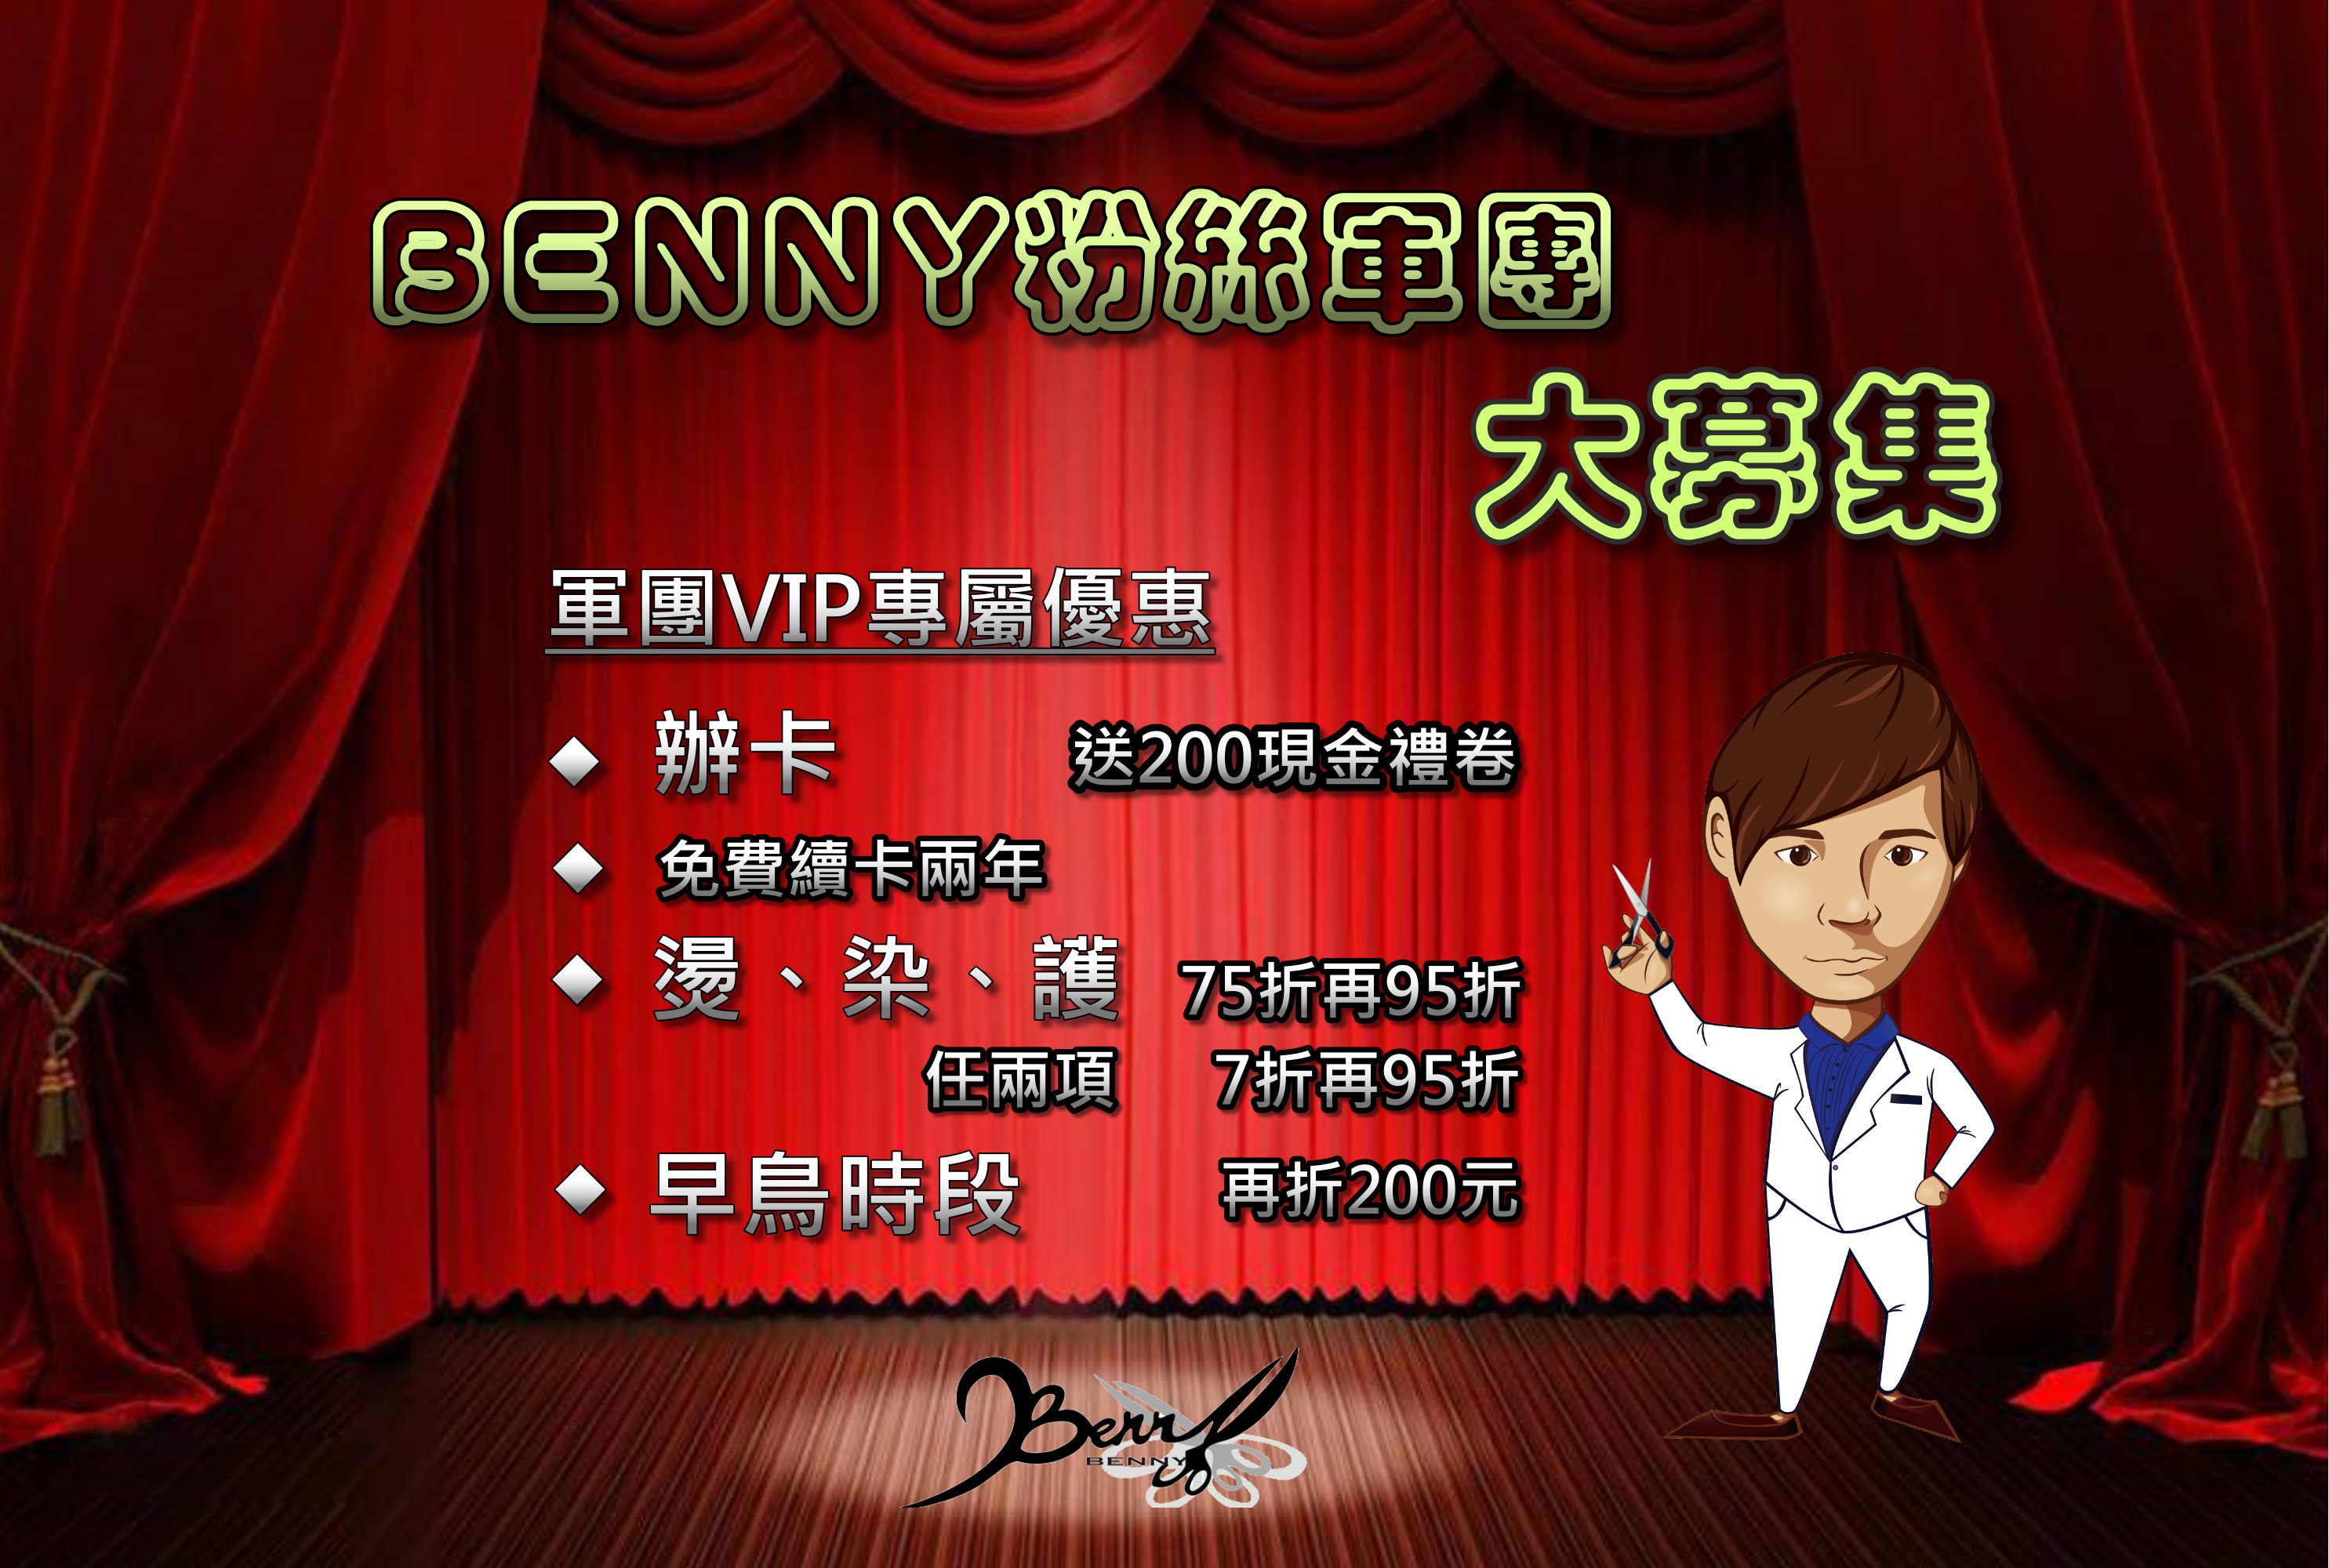 BENNY粉絲軍團
大募集
軍團VIP專屬優惠
◆ 辦卡 送200現金禮卷
◆ 免費續卡兩年
◆ 燙、染、護 75折再95折
任兩項 7折再95折
◆ 早鳥時段 再折200元
Benny
BENNY